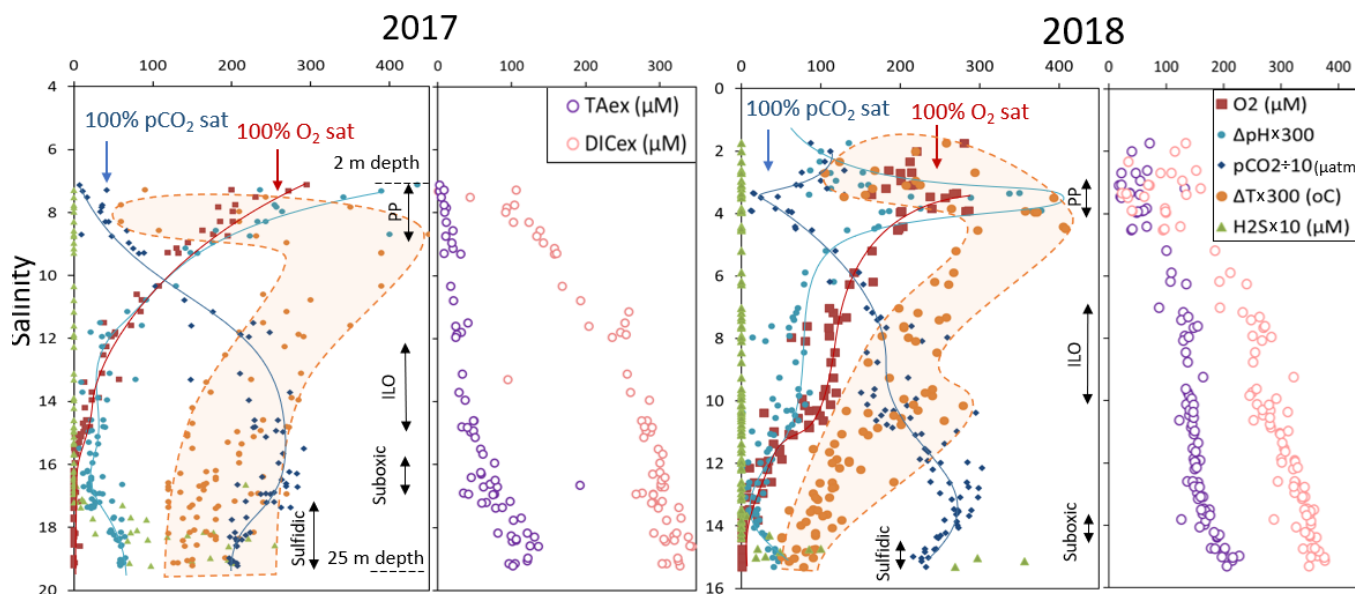 2017
2018
0 100 200 300 400
0 100 200 300
0 100 200 300 400
0 100 200 300 400
100% pCO₂ sat
100% O₂ sat
2 m depth
PP
ILO
Suboxic
Sulfidic
25 m depth
Salinity
4
6
8
10
12
14
16
18
20
TAex (µM)
DICex (µM)
100% pCO₂ sat
100% O₂ sat
PP
ILO
Suboxic
Sulfidic
0
2
4
6
8
10
12
14
16
O2 (µM)
ΔpH×300
pCO2÷10 (µatm
ΔT×300 (oC)
H2S×10 (µM)